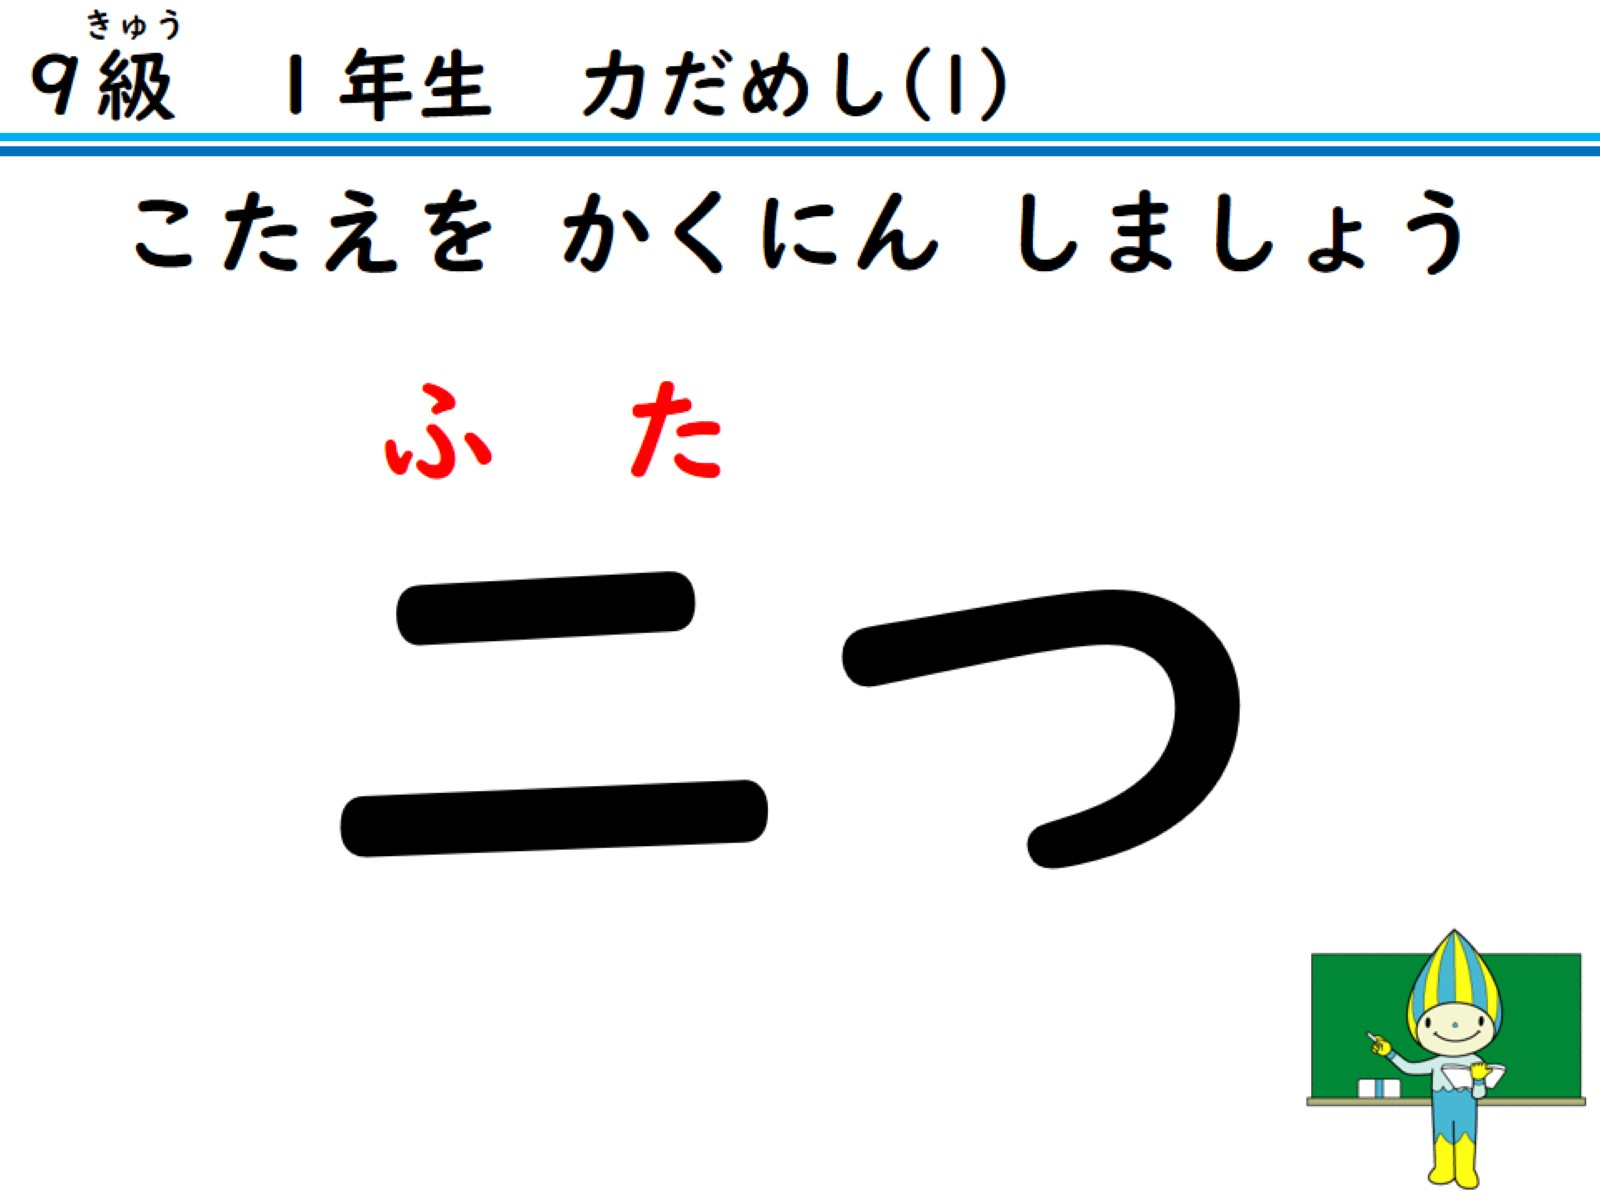 きゅう
9級　1年生　力だめし(1)
こたえを かくにん しましょう
ふ　た
二つ